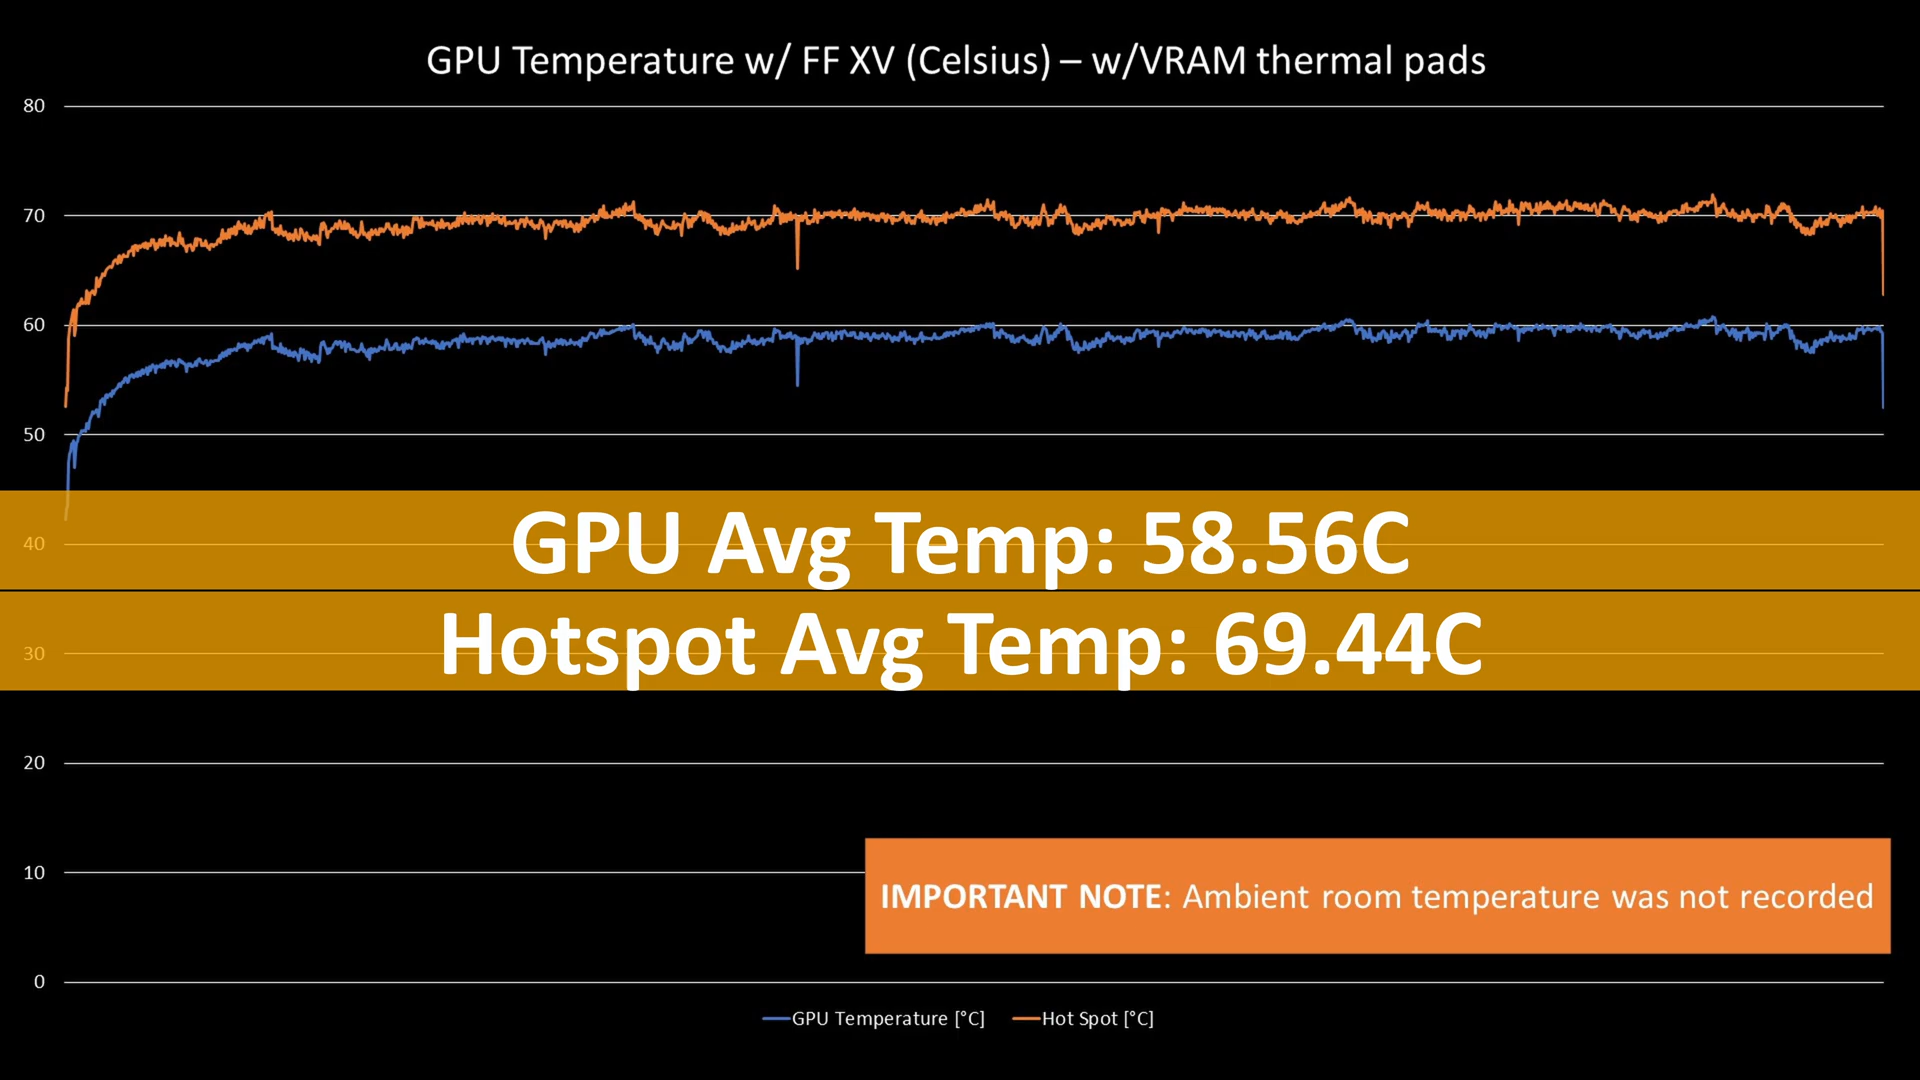 GPU Temperature w/ FF XV (Celsius) – w/VRAM thermal pads
80
70
60
50
40
30
20
10
0
GPU Avg Temp: 58.56C
Hotspot Avg Temp: 69.44C
IMPORTANT NOTE: Ambient room temperature was not recorded
GPU Temperature [°C]
Hot Spot [°C]